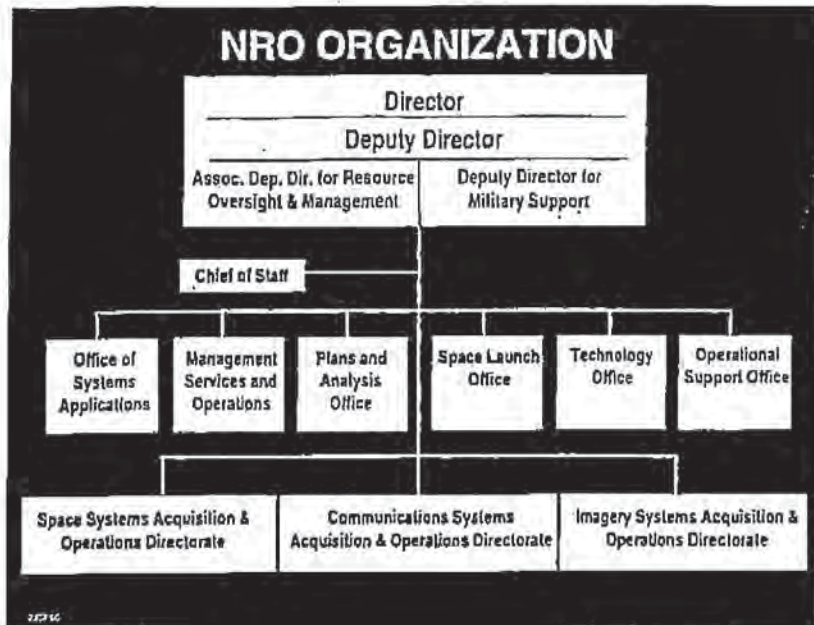 NRO ORGANIZATION
Director
Deputy Director
Assoc. Dep. Dir. for Resource
Oversight & Management
Deputy Director for
Military Support
Chief of Staff
Office of
Systems
Applications
Management
Services and
Operations
Plans and
Analysis
Office
Space Launch
Office
Technology
Office
Operational
Support Office
Space Systems Acquisition &
Operations Directorate
Communications Systems
Acquisition & Operations Directorate
Imagery Systems Acquisition &
Operations Directorate